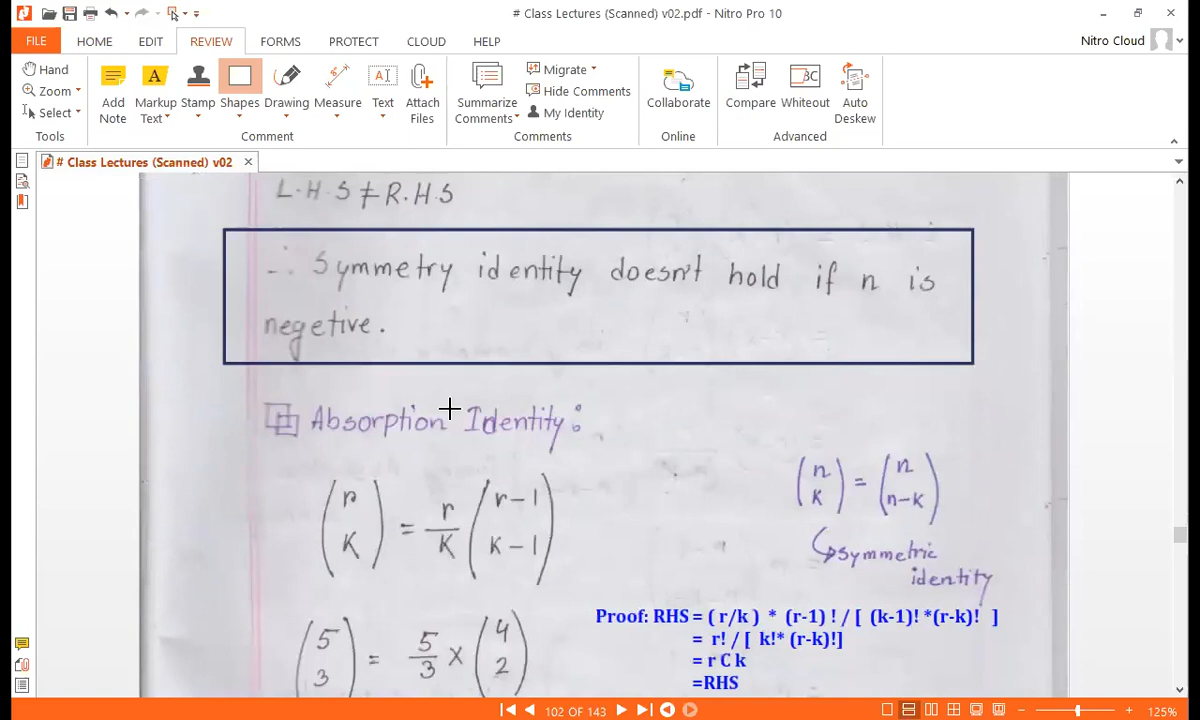 # Class Lectures (Scanned) v02.pdf - Nitro Pro 10
FILE HOME EDIT REVIEW FORMS PROTECT CLOUD HELP Nitro Cloud
Hand
Zoom
Select
Tools
Add Note
Markup Text
Stamp
Shapes
Drawing
Measure
Text
Attach Files
Comment
Summarize Comments
Migrate
Hide Comments
My Identity
Comments
Collaborate
Online
Compare
Whiteout
Auto Deskew
Advanced
# Class Lectures (Scanned) v02
L.H.S ≠ R.H.S
∴ Symmetry identity doesn't hold if n is
negetive.
Absorption Identity:
(r K) = r/K (r-1 K-1)
(n K) = (n n-K)
↳ symmetric
identity
(5 3) = 5/3 × (4 2)
Proof: RHS = ( r/k ) * (r-1) ! / [ (k-1)! *(r-k)! ]
= r! / [ k!* (r-k)!]
= r C k
=RHS
102 OF 143
125%